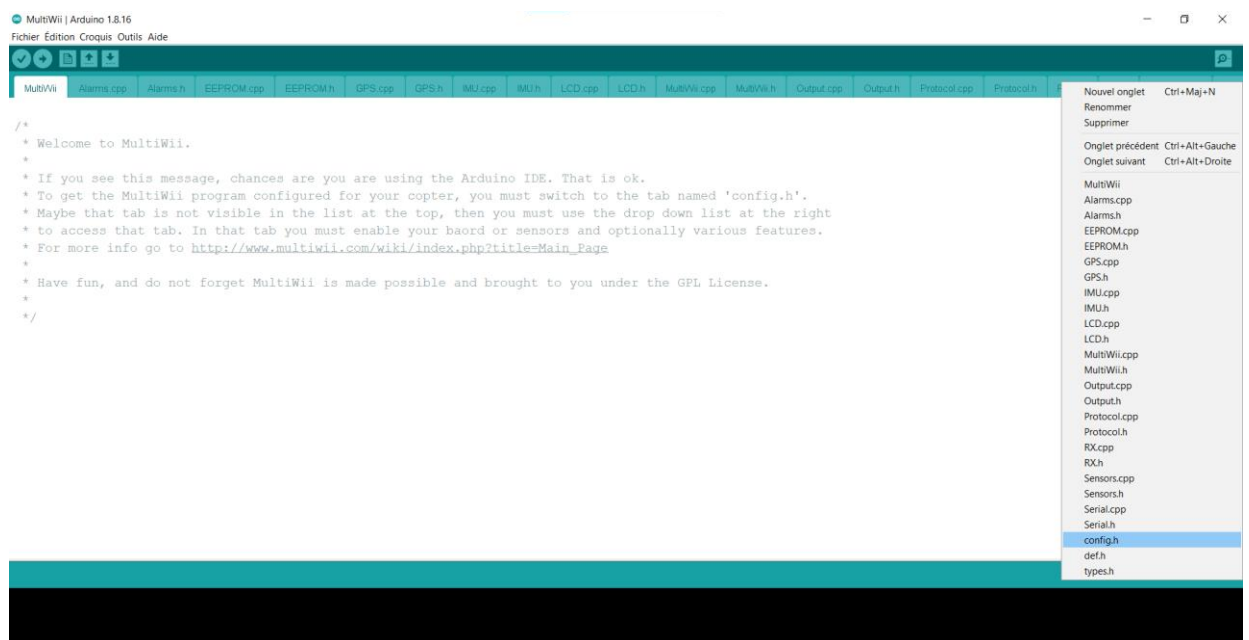 MultiWii | Arduino 1.8.16
Fichier Édition Croquis Outils Aide
MultiWii Alarms.cpp Alarms.h EEPROM.cpp EEPROM.h GPS.cpp GPS.h IMU.cpp IMU.h LCD.cpp LCD.h MultiWii.cpp MultiWii.h Output.cpp Output.h Protocol.cpp Protocol.h
/*
* Welcome to MultiWii.
*
* If you see this message, chances are you are using the Arduino IDE. That is ok.
* To get the MultiWii program configured for your copter, you must switch to the tab named 'config.h'.
* Maybe that tab is not visible in the list at the top, then you must use the drop down list at the right
* to access that tab. In that tab you must enable your baord or sensors and optionally various features.
* For more info go to http://www.multiwii.com/wiki/index.php?title=Main_Page
*
* Have fun, and do not forget MultiWii is made possible and brought to you under the GPL License.
*
*/
Nouvel onglet Ctrl+Maj+N
Renommer
Supprimer
Onglet précédent Ctrl+Alt+Gauche
Onglet suivant Ctrl+Alt+Droite
MultiWii
Alarms.cpp
Alarms.h
EEPROM.cpp
EEPROM.h
GPS.cpp
GPS.h
IMU.cpp
IMU.h
LCD.cpp
LCD.h
MultiWii.cpp
MultiWii.h
Output.cpp
Output.h
Protocol.cpp
Protocol.h
RX.cpp
RX.h
Sensors.cpp
Sensors.h
Serial.cpp
Serial.h
config.h
def.h
types.h